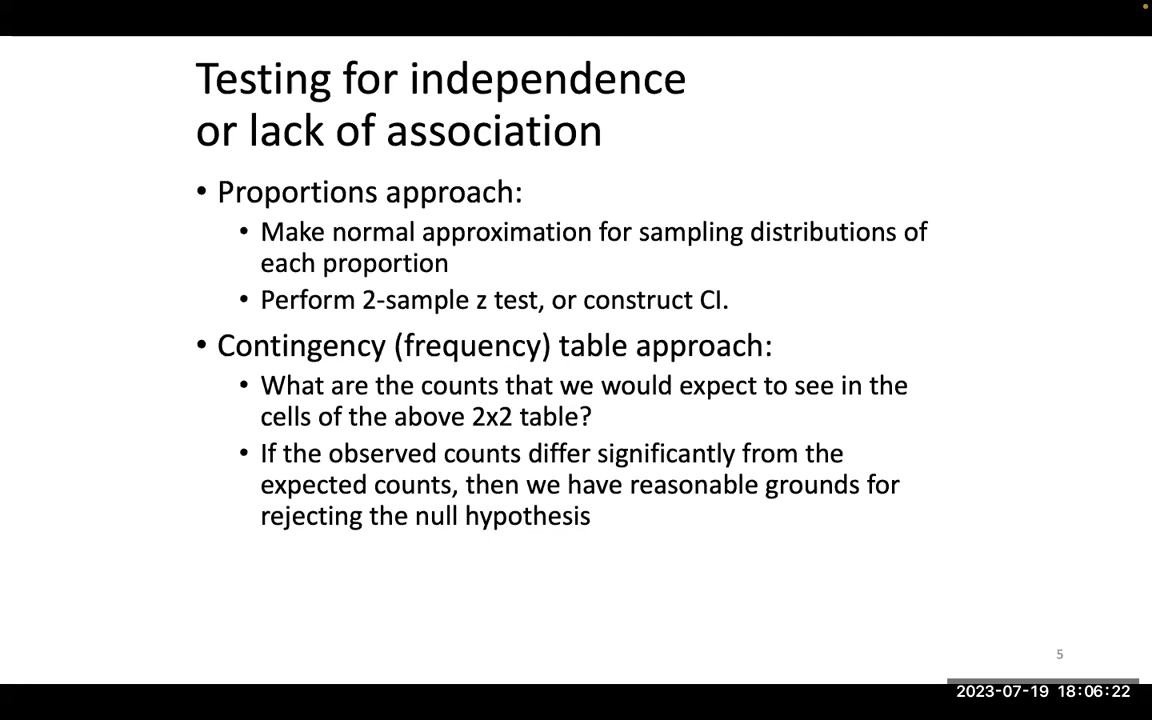 Testing for independence
or lack of association
• Proportions approach:
• Make normal approximation for sampling distributions of
each proportion
• Perform 2-sample z test, or construct CI.
• Contingency (frequency) table approach:
• What are the counts that we would expect to see in the
cells of the above 2x2 table?
• If the observed counts differ significantly from the
expected counts, then we have reasonable grounds for
rejecting the null hypothesis
5
2023-07-19 18:06:22